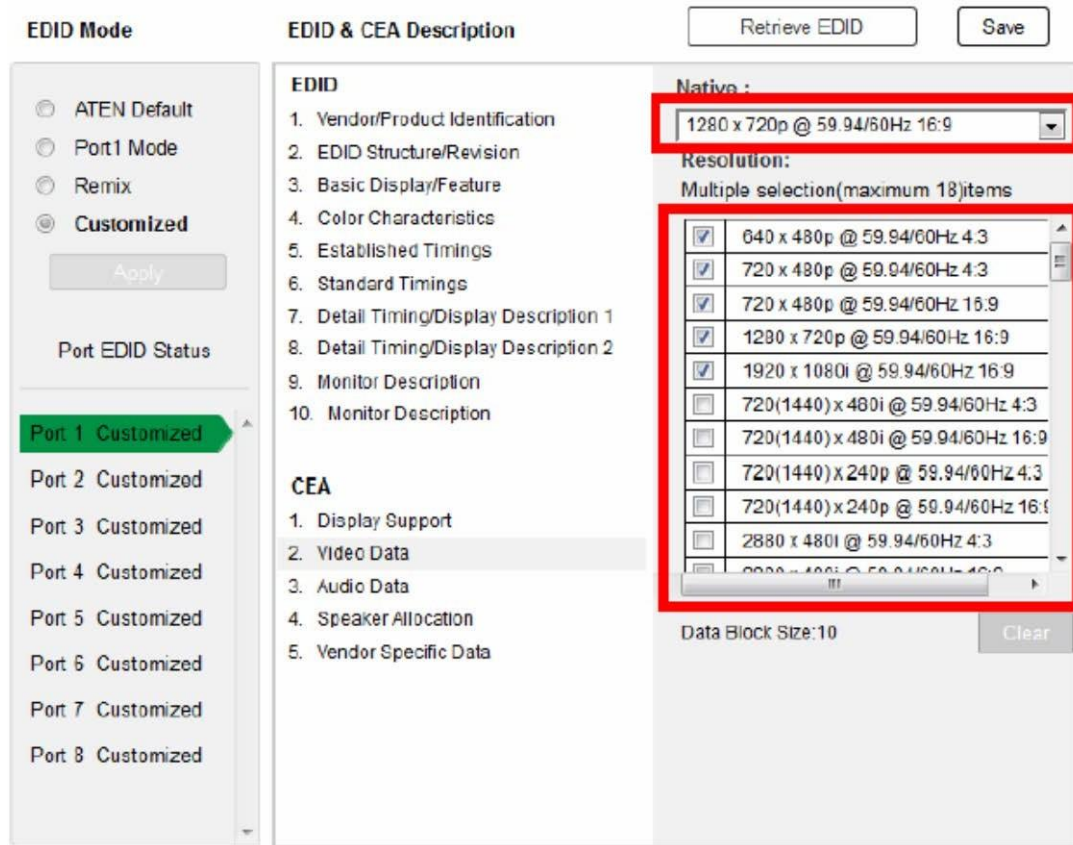 EDID Mode
EDID & CEA Description
Retrieve EDID
Save
ATEN Default
Port1 Mode
Remix
Customized
Apply
Port EDID Status
Port 1 Customized
Port 2 Customized
Port 3 Customized
Port 4 Customized
Port 5 Customized
Port 6 Customized
Port 7 Customized
Port 8 Customized
EDID
1. Vendor/Product Identification
2. EDID Structure/Revision
3. Basic Display/Feature
4. Color Characteristics
5. Established Timings
6. Standard Timings
7. Detail Timing/Display Description 1
8. Detail Timing/Display Description 2
9. Monitor Description
10. Monitor Description
CEA
1. Display Support
2. Video Data
3. Audio Data
4. Speaker Allocation
5. Vendor Specific Data
Native :
1280 x 720p @ 59.94/60Hz 16:9
Resolution:
Multiple selection(maximum 18)items
640 x 480p @ 59.94/60Hz 4:3
720 x 480p @ 59.94/60Hz 4:3
720 x 480p @ 59.94/60Hz 16:9
1280 x 720p @ 59.94/60Hz 16:9
1920 x 1080i @ 59.94/60Hz 16:9
720(1440) x 480i @ 59.94/60Hz 4:3
720(1440) x 480i @ 59.94/60Hz 16:9
720(1440) x 240p @ 59.94/60Hz 4:3
720(1440) x 240p @ 59.94/60Hz
2880 x 480i @ 59.94/60Hz 4:3
Data Block Size:10
Clear